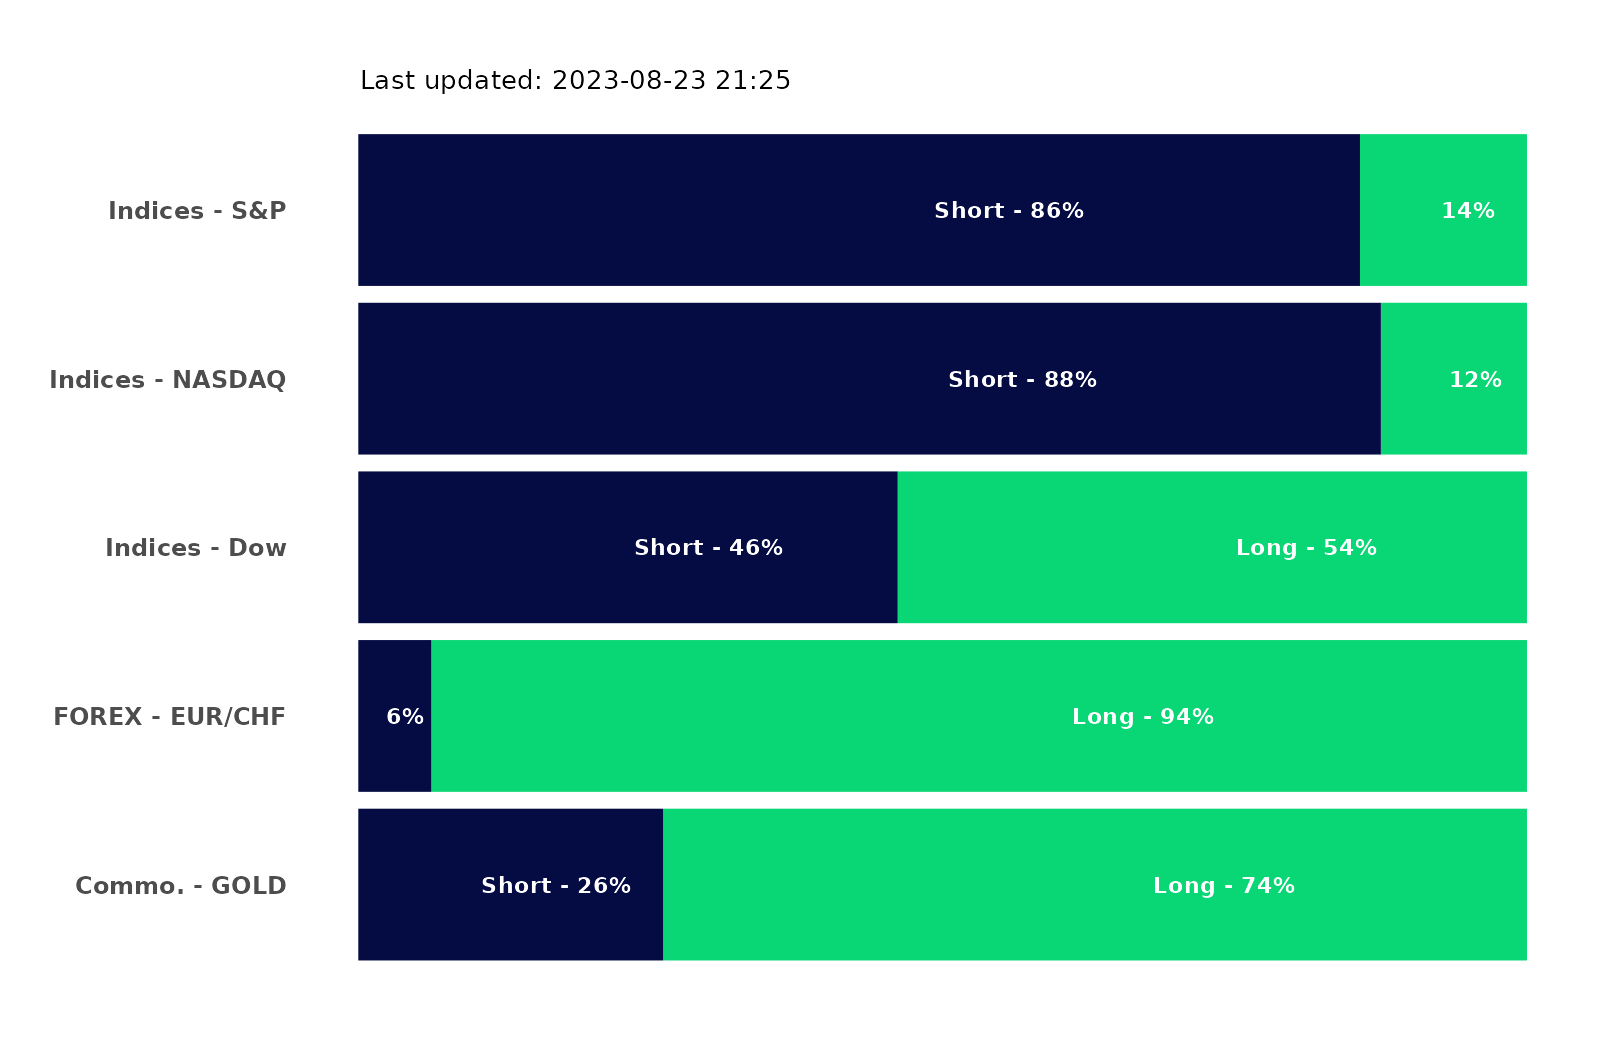 Last updated: 2023-08-23 21:25
Indices - S&P
Short - 86%
14%
Indices - NASDAQ
Short - 88%
12%
Indices - Dow
Short - 46%
Long - 54%
FOREX - EUR/CHF
6%
Long - 94%
Commo. - GOLD
Short - 26%
Long - 74%